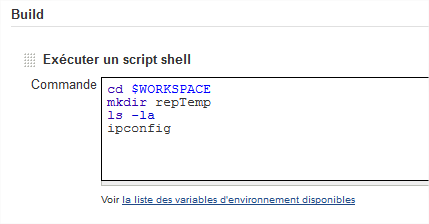 Build
Exécuter un script shell
Commande
cd $WORKSPACE
mkdir repTemp
ls -la
ipconfig
Voir la liste des variables d'environnement disponibles